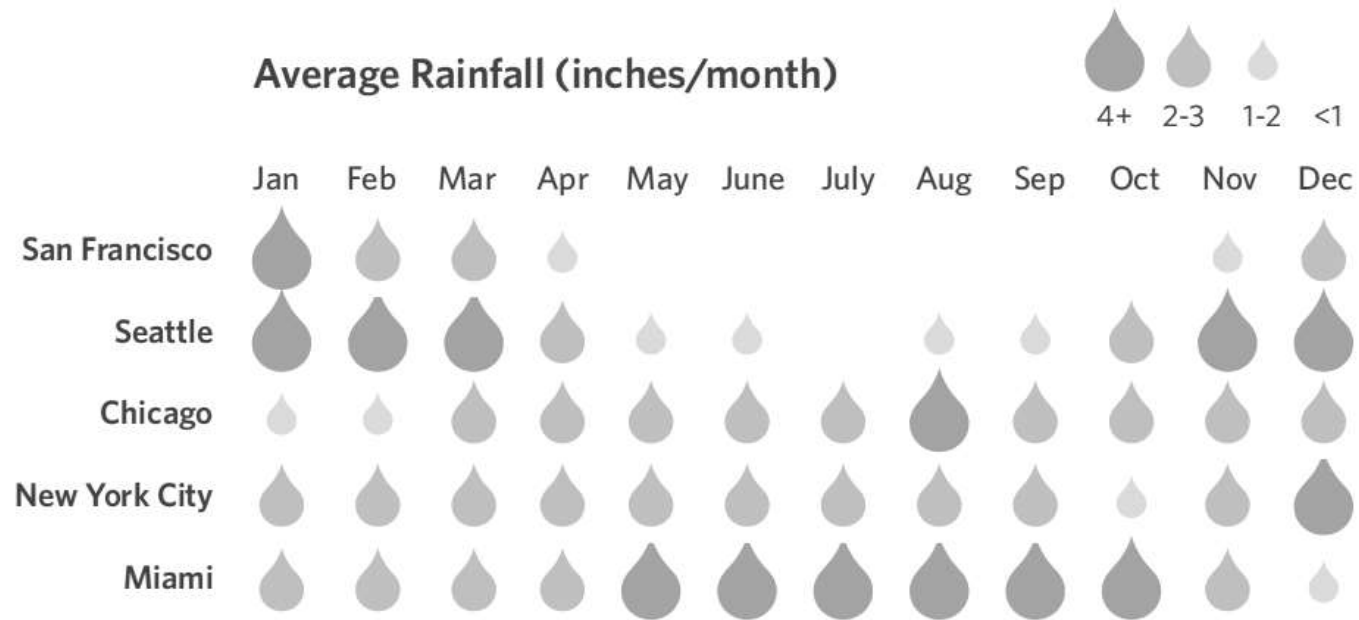 Average Rainfall (inches/month)
4+ 2-3 1-2 <1
Jan Feb Mar Apr May June July Aug Sep Oct Nov Dec
San Francisco
Seattle
Chicago
New York City
Miami